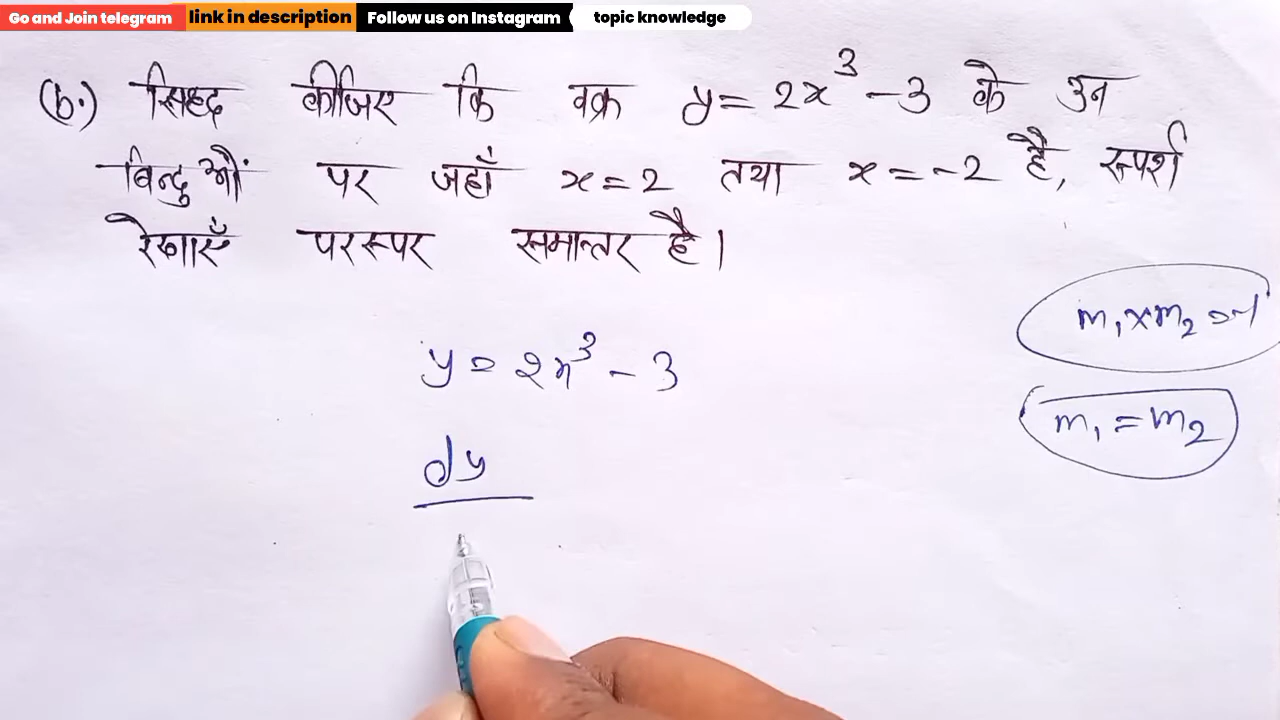 Go and Join telegram link in description Follow us on Instagram topic knowledge
(b.) सिद्ध कीजिए कि वक्र y = 2x³ - 3 के उन
बिन्दुओं पर जहाँ x = 2 तथा x = -2 है, स्पर्श
रेखाएँ परस्पर समान्तर है।
m₁ x m₂ = -1
y = 2x³ - 3
m₁ = m₂
dy